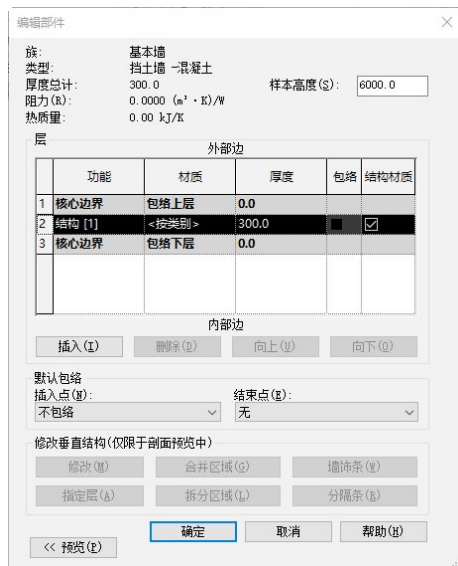 编辑部件
族: 基本墙
类型: 挡土墙 -混凝土
厚度总计: 300.0 样本高度(S): 6000.0
阻力(R): 0.0000 (m²·K)/W
热质量: 0.00 kJ/K
层
外部边
功能 材质 厚度 包络 结构材质
1 核心边界 包络上层 0.0
2 结构 [1] <按类别> 300.0
3 核心边界 包络下层 0.0
内部边
插入(I) 删除(D) 向上(U) 向下(O)
默认包络
插入点(N): 结束点(E):
不包络 无
修改垂直结构(仅限于剖面预览中)
修改(M) 合并区域(G) 墙饰条(W)
指定层(A) 拆分区域(L) 分隔条(R)
确定 取消 帮助(H)
<< 预览(P)